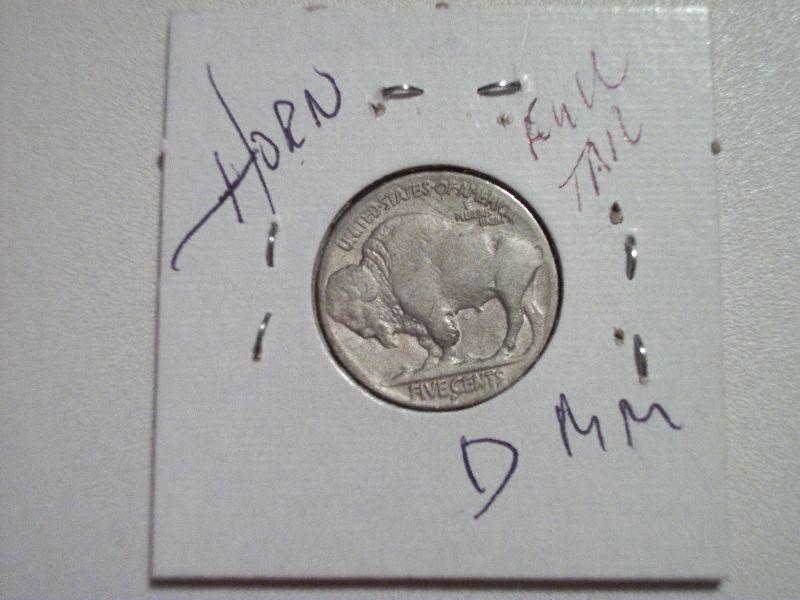 HORN
FULL
TAIL
UNITED·STATES·OF·AMERICA
E PLURIBUS
UNUM
FIVE CENTS
D MM